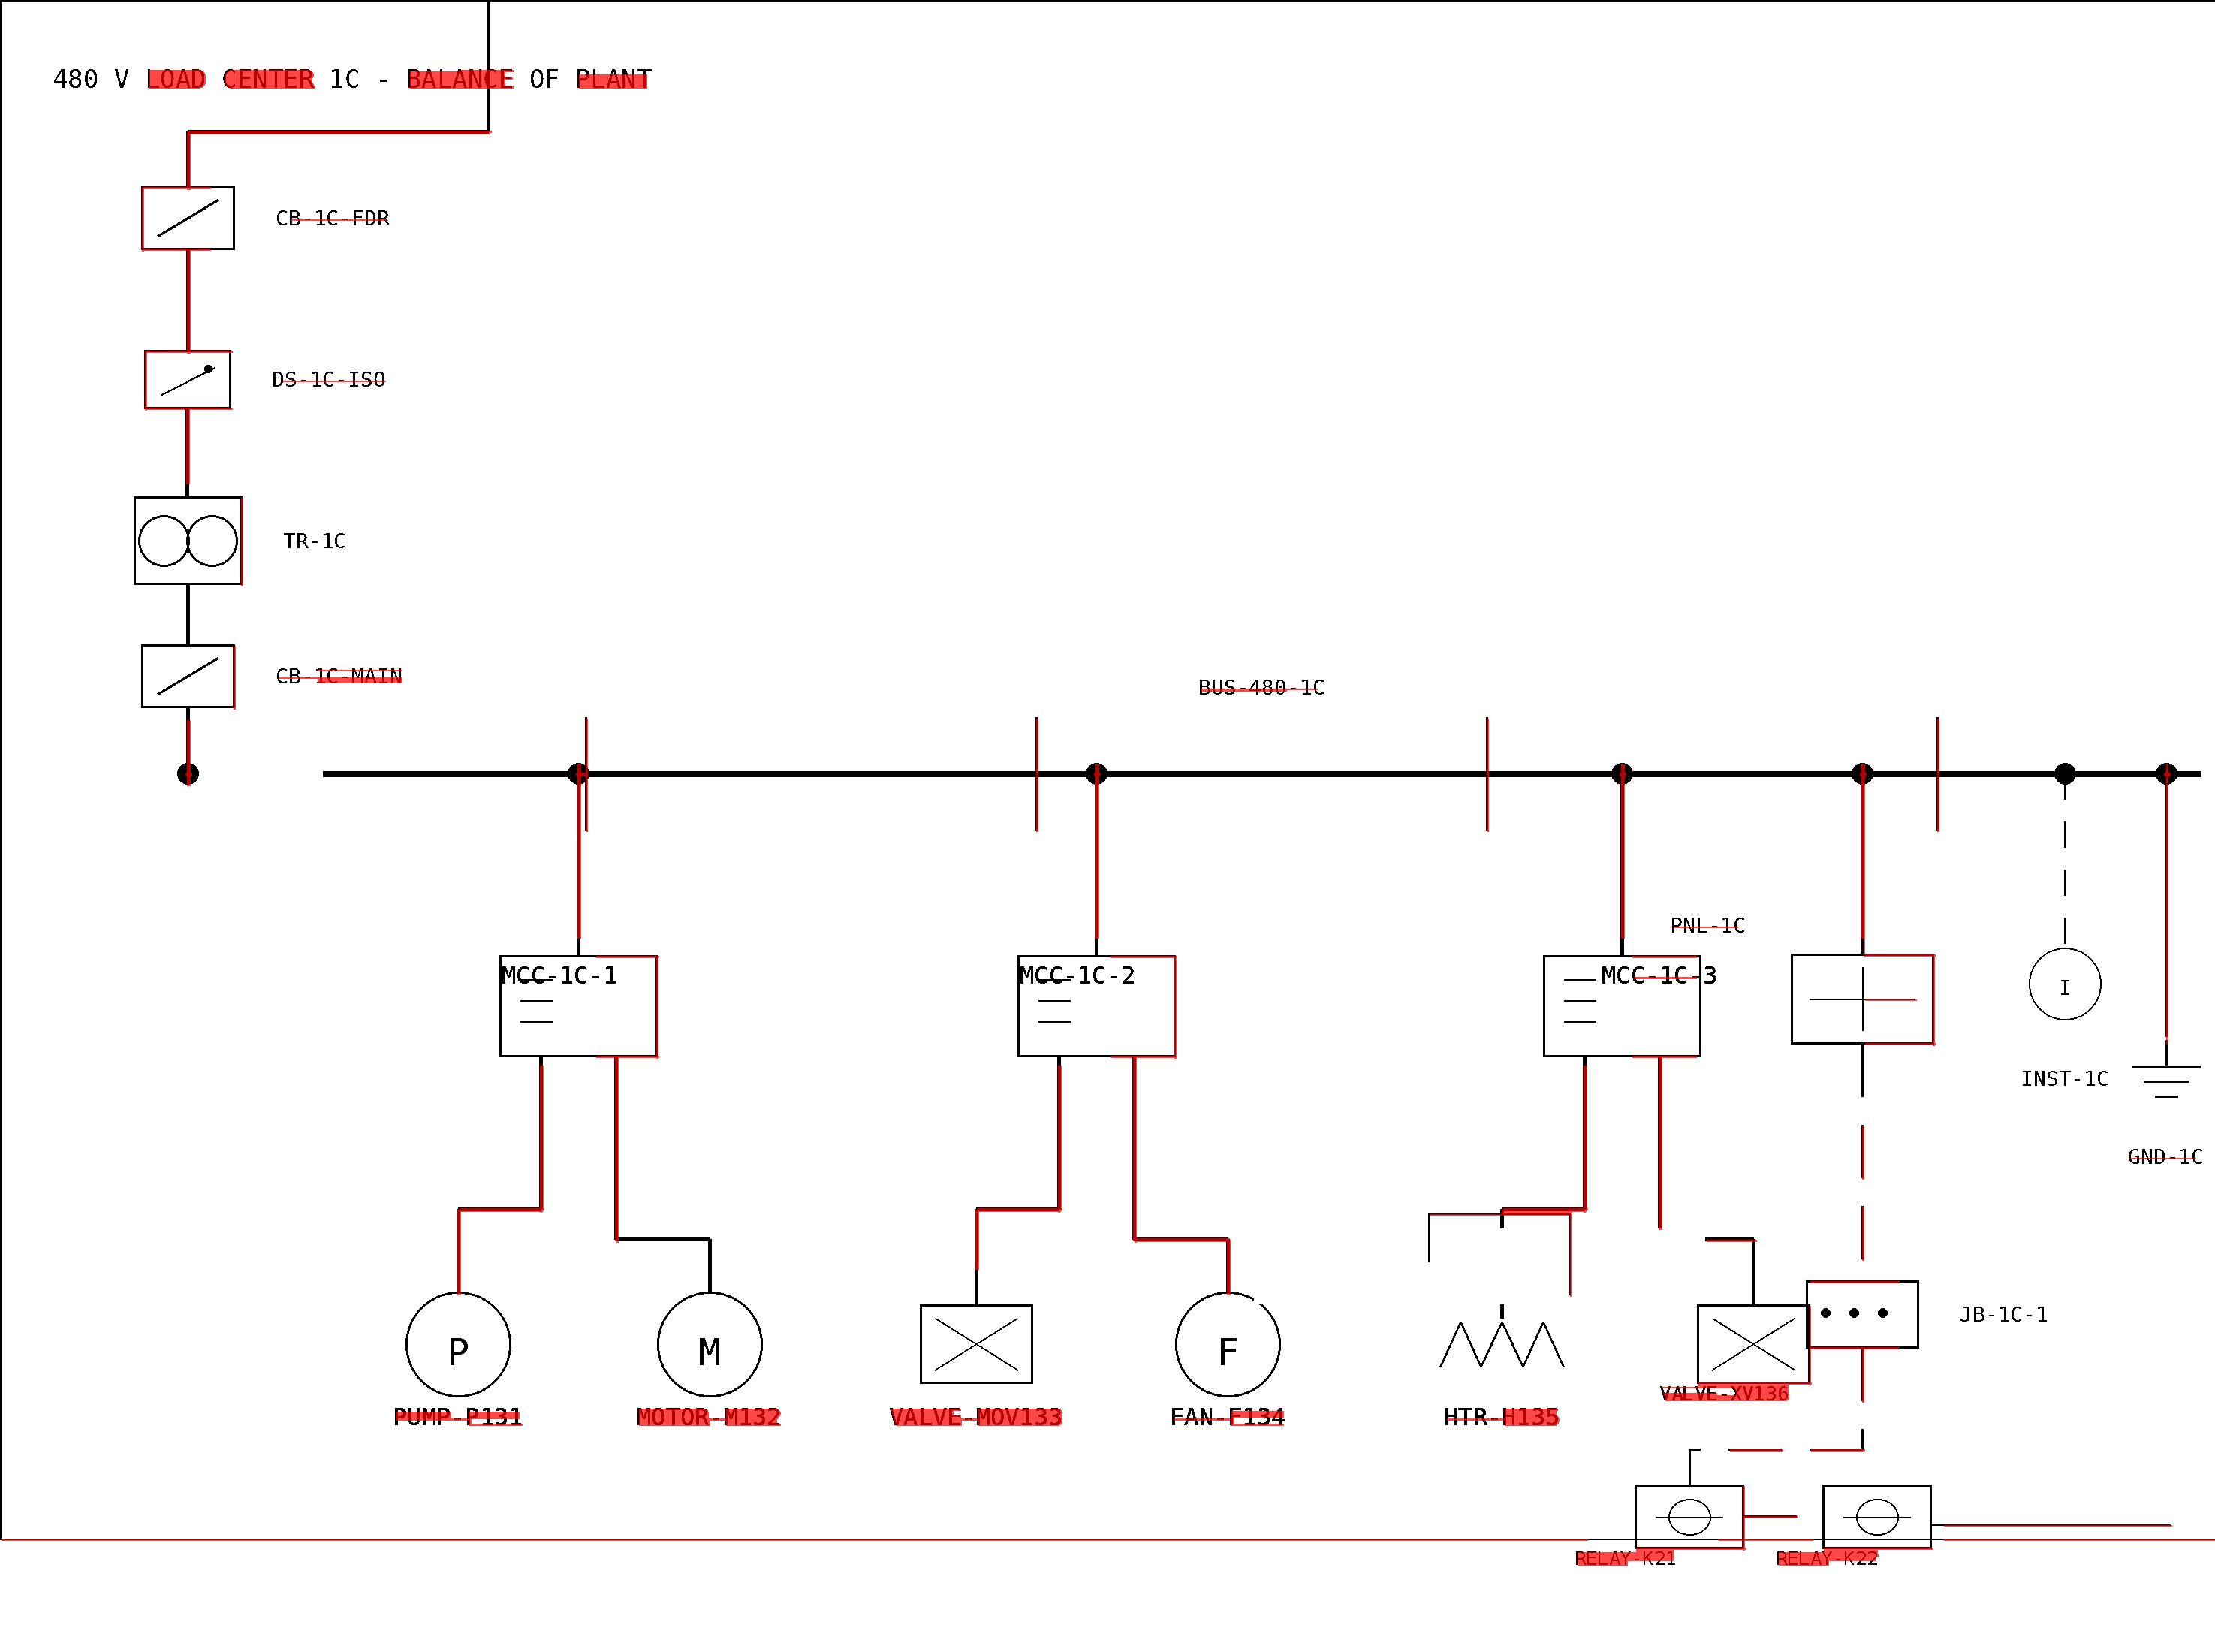 480 V LOAD CENTER 1C - BALANCE OF PLANT
CB-1C-FDR
DS-1C-ISO
TR-1C
CB-1C-MAIN
BUS-480-1C
PNL-1C
MCC-1C-1
MCC-1C-2
MCC-1C-3
I
INST-1C
GND-1C
JB-1C-1
P
M
F
VALVE-XV136
PUMP-P131
MOTOR-M132
VALVE-MOV133
FAN-F134
HTR-H135
RELAY-K21
RELAY-K22